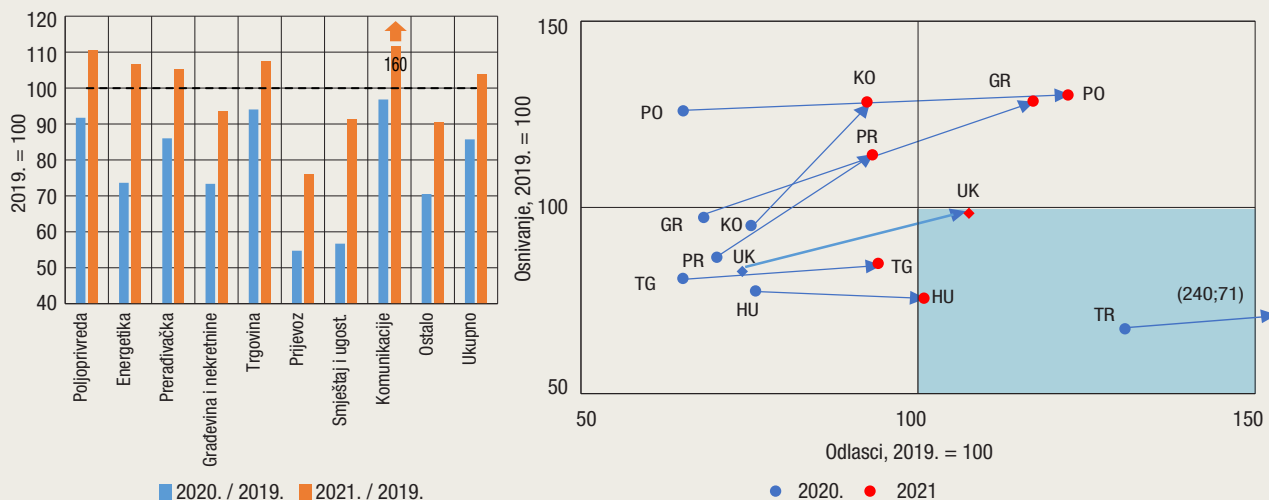 120
110
100
90
80
70
60
50
40
2019. = 100
160
Poljoprivreda
Energetika
Prerađivačka
Građevina i nekretnine
Trgovina
Prijevoz
Smještaj i ugost.
Komunikacije
Ostalo
Ukupno
2020. / 2019.
2021. / 2019.
Osnivanje, 2019. = 100
150
100
50
PO
KO
GR
PO
PR
GR
KO
UK
PR
UK
TG
TG
HU
HU
TR
(240;71)
50
100
150
Odlasci, 2019. = 100
2020.
2021